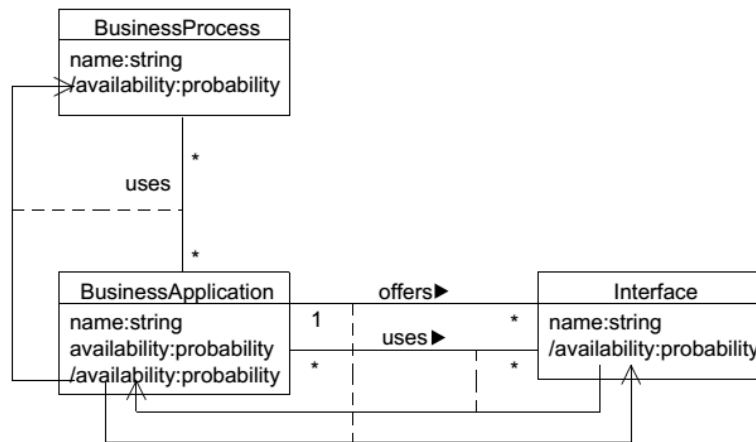 BusinessProcess
name:string
/availability:probability
*
uses
*
BusinessApplication
name:string
availability:probability
/availability:probability
offers▶
1
*
uses▶
*
*
Interface
name:string
/availability:probability